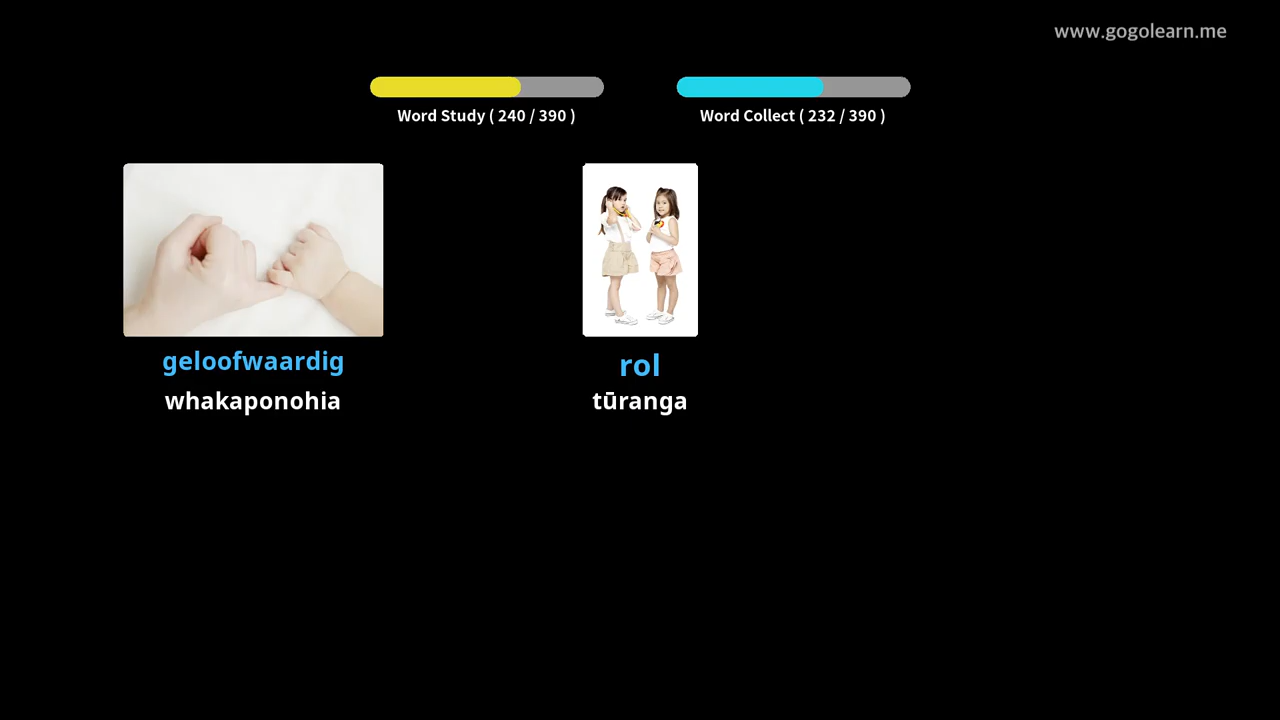 www.gogolearn.me
Word Study ( 240 / 390 )
Word Collect ( 232 / 390 )
geloofwaardig
whakaponohia
rol
tūranga